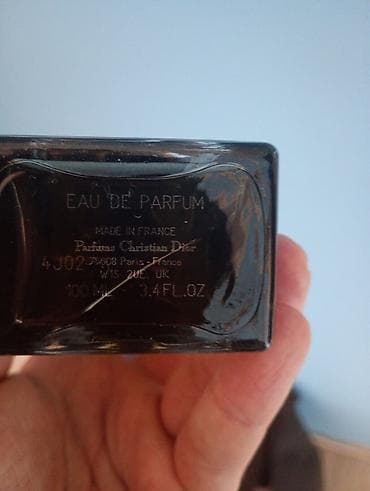 EAU DE PARFUM
MADE IN FRANCE
Parfums Christian Dior
4J02 75008 Paris - France
W1S 2UE, UK
100 ML - 3.4 FL.OZ